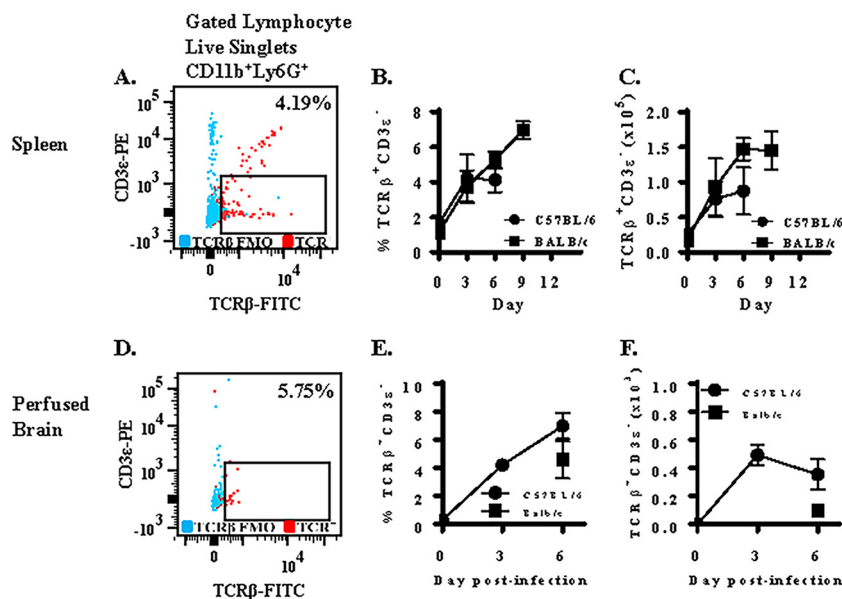 Gated Lymphocyte
Live Singlets
CD11b⁺Ly6G⁺
Spleen
A.
4.19%
CD3ε-PE
10⁵
10⁴
10³
0
-10³
TCRβ FMO
TCR
0
10⁴
TCRβ-FITC
B.
% TCRβ⁺CD3ε⁻
8
6
4
2
0
C57BL/6
BALB/c
0 3 6 9 12
Day
C.
TCRβ⁺CD3ε⁻ (x10⁵)
2.0
1.5
1.0
0.5
0.0
C57BL/6
BALB/c
0 3 6 9 12
Day
Perfused
Brain
D.
5.75%
CD3ε-PE
10⁵
10⁴
10³
0
-10³
TCRβ FMO
TCR⁻
0
10⁴
TCRβ-FITC
E.
% TCRβ⁻CD3ε⁻
10
8
6
4
2
0
C57BL/6
Balb/c
0 3 6
Day post-infection
F.
TCRβ⁻CD3ε⁻ (x10³)
1.0
0.8
0.6
0.4
0.2
0.0
C57BL/6
Balb/c
0 3 6
Day post-infection